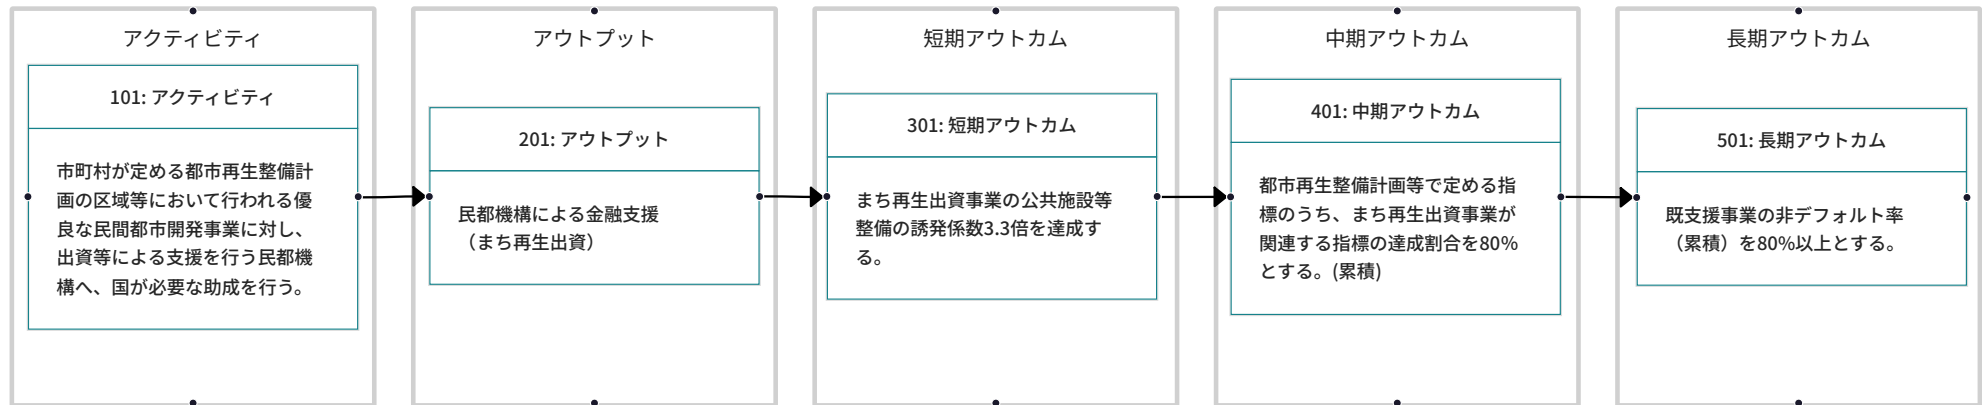 アクティビティ
101: アクティビティ
市町村が定める都市再生整備計
画の区域等において行われる優
良な民間都市開発事業に対し、
出資等による支援を行う民都機
構へ、国が必要な助成を行う。
アウトプット
201: アウトプット
民都機構による金融支援
（まち再生出資）
短期アウトカム
301: 短期アウトカム
まち再生出資事業の公共施設等
整備の誘発係数3.3倍を達成す
る。
中期アウトカム
401: 中期アウトカム
都市再生整備計画等で定める指
標のうち、まち再生出資事業が
関連する指標の達成割合を80%
とする。(累積)
長期アウトカム
501: 長期アウトカム
既支援事業の非デフォルト率
（累積）を80%以上とする。